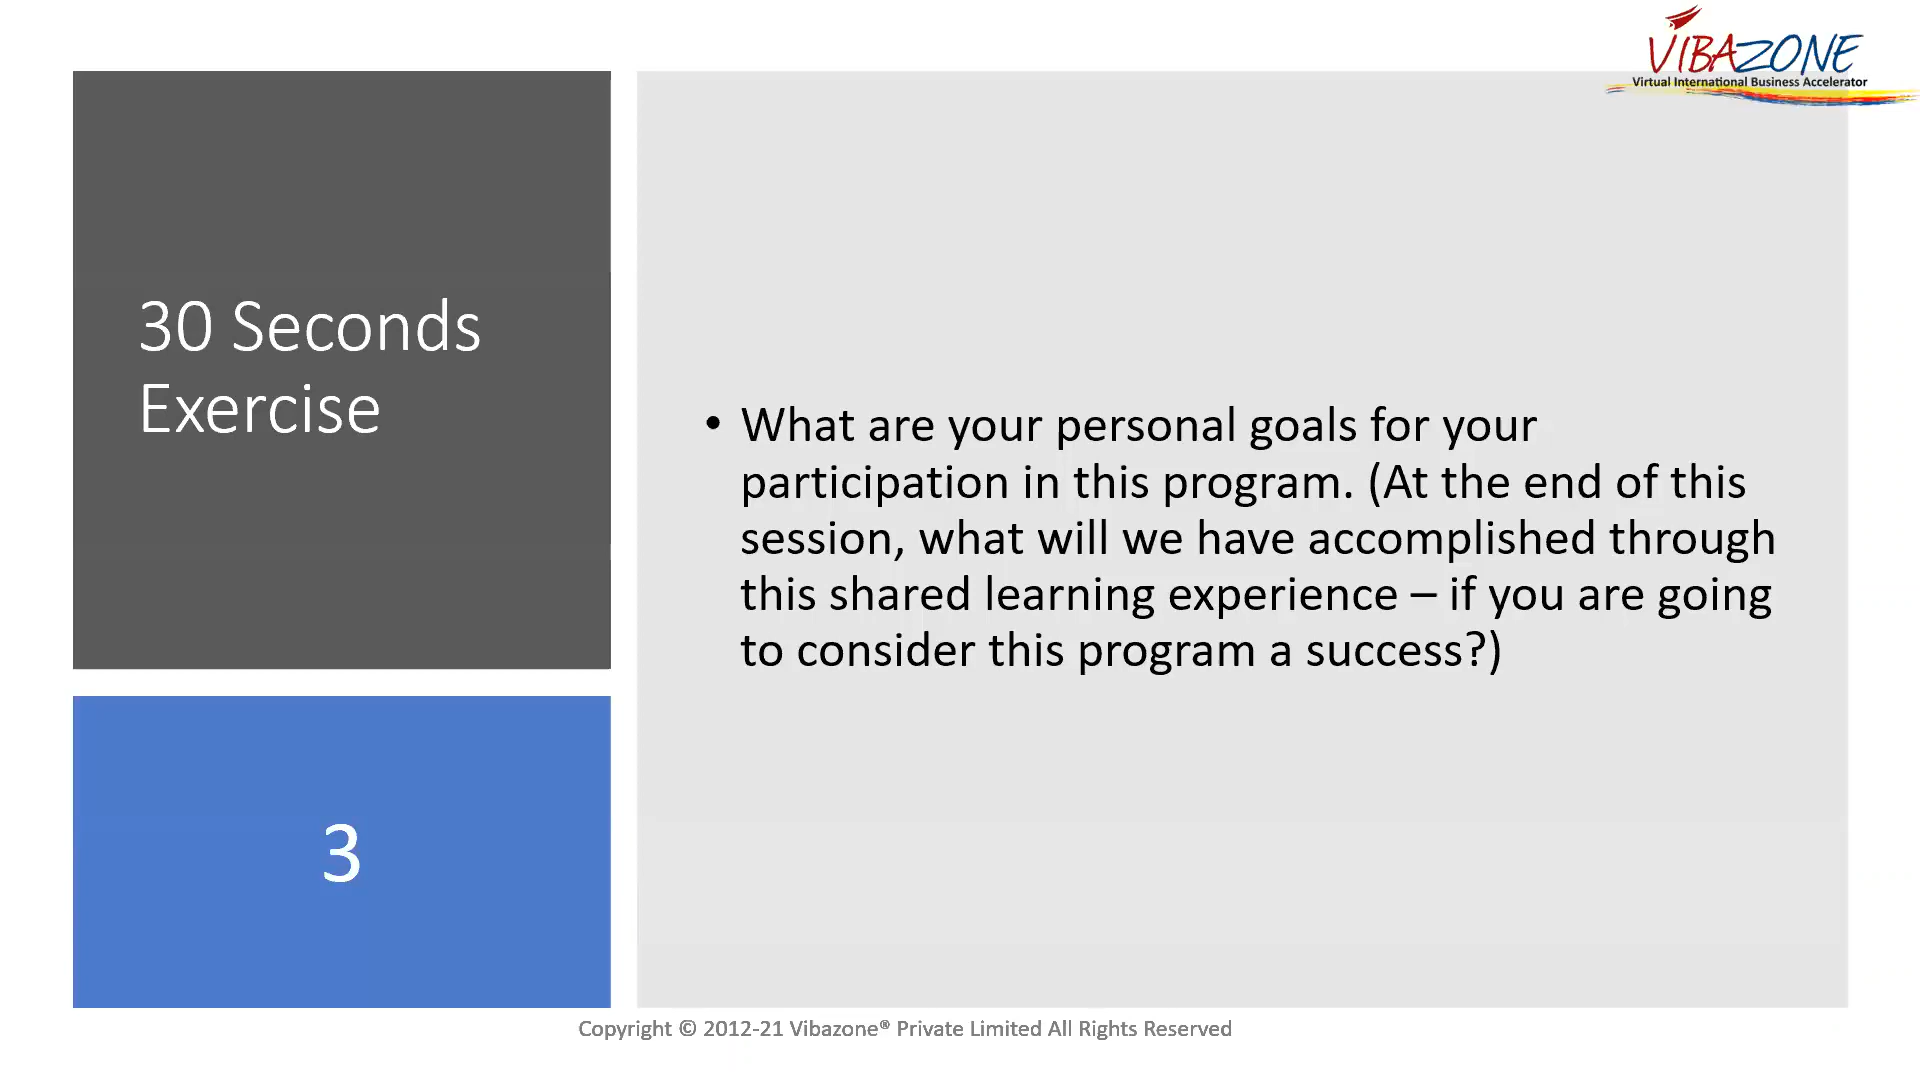 VIBAZONE
Virtual International Business Accelerator
30 Seconds
Exercise
• What are your personal goals for your
participation in this program. (At the end of this
session, what will we have accomplished through
this shared learning experience – if you are going
to consider this program a success?)
3
Copyright © 2012-21 Vibazone® Private Limited All Rights Reserved